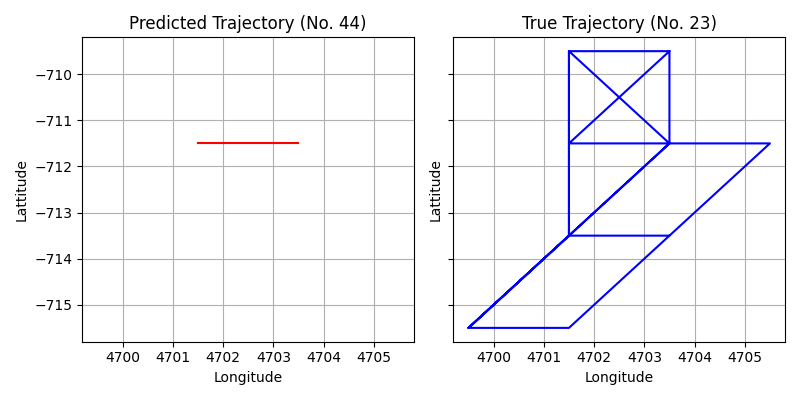 Predicted Trajectory (No. 44)
−710
−711
−712
−713
−714
−715
Lattitude
4700 4701 4702 4703 4704 4705
Longitude
True Trajectory (No. 23)
Lattitude
4700 4701 4702 4703 4704 4705
Longitude